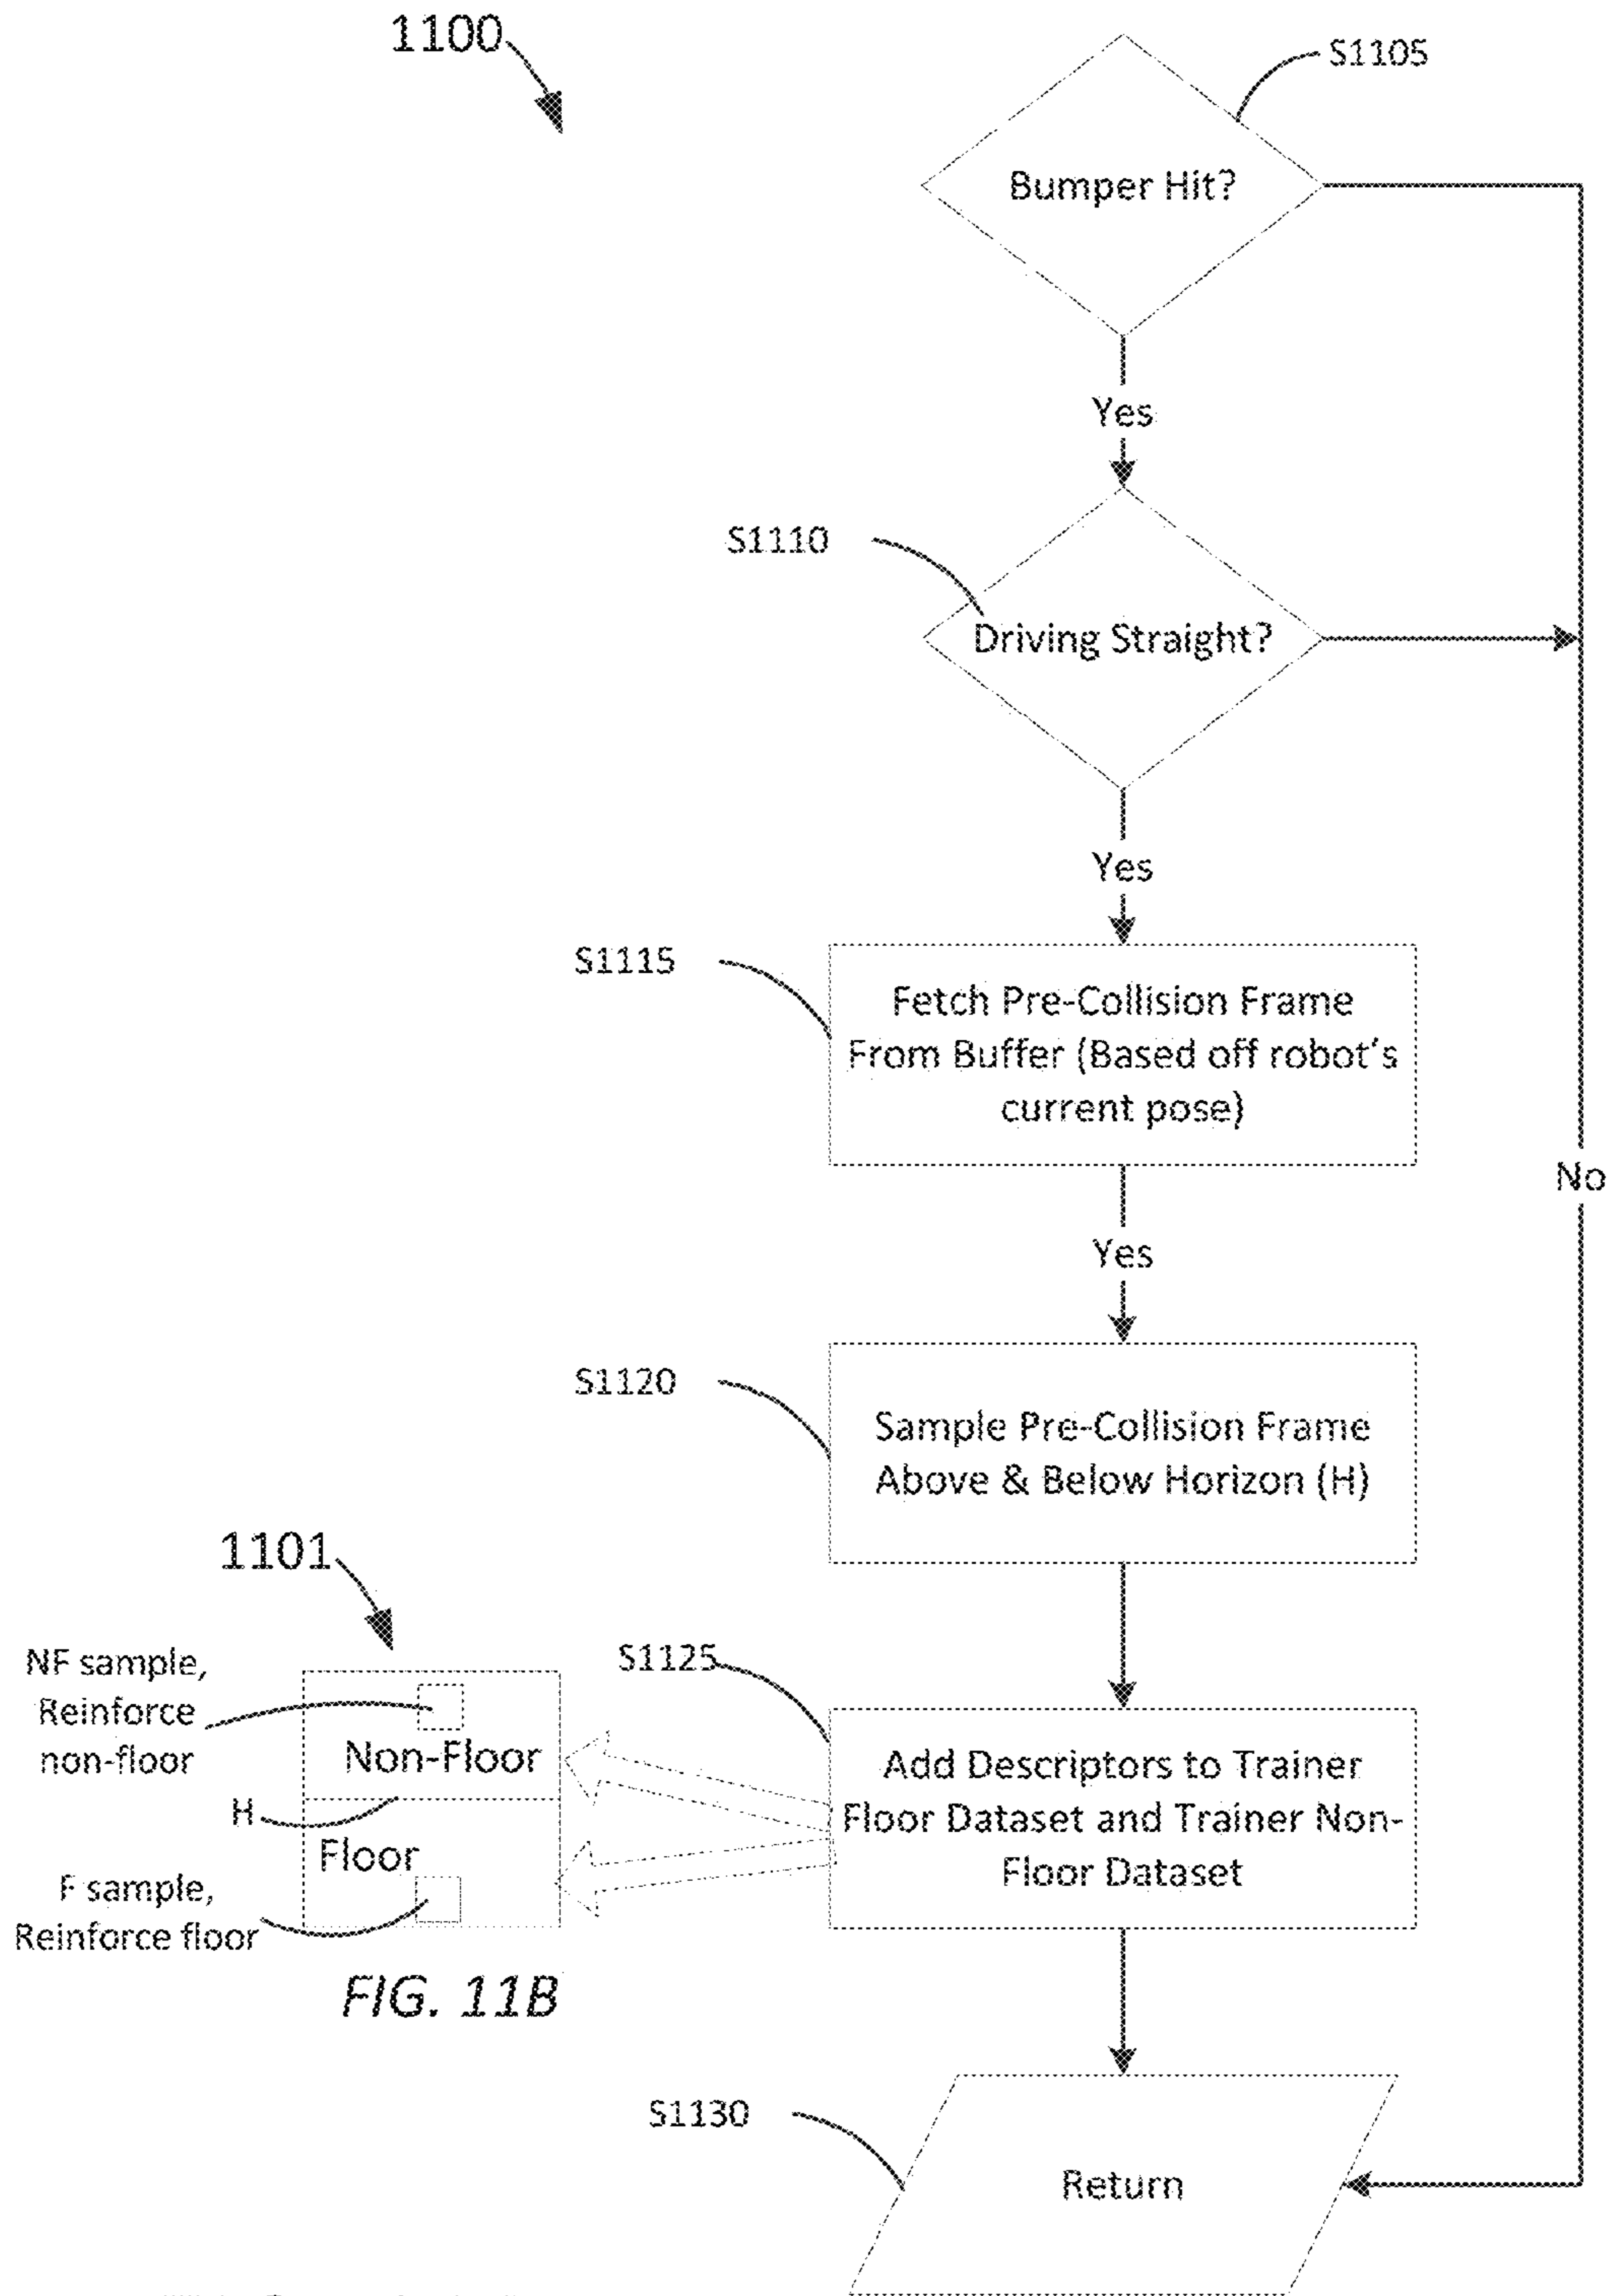 1100
S1105
Bumper Hit?
Yes
S1110
Driving Straight?
Yes
S1115
Fetch Pre-Collision Frame
From Buffer (Based off robot's
current pose)
No
Yes
S1120
Sample Pre-Collision Frame
Above & Below Horizon (H)
1101
S1125
NF sample,
Reinforce
non-floor
Non-Floor
H
Floor
F sample,
Reinforce floor
Add Descriptors to Trainer
Floor Dataset and Trainer Non-
Floor Dataset
FIG. 11B
S1130
Return